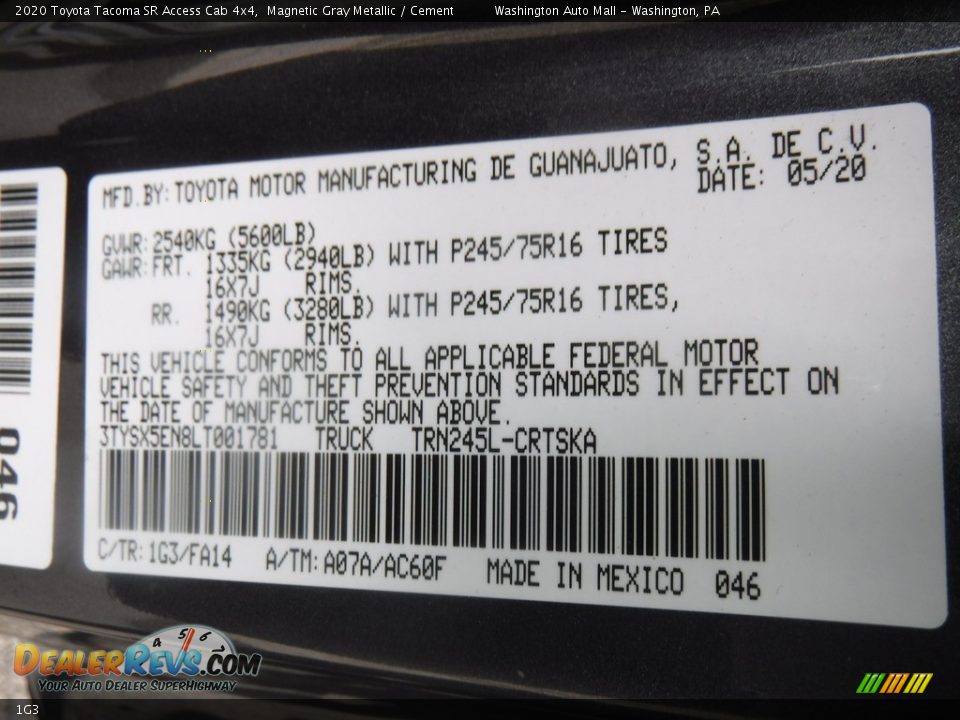 2020 Toyota Tacoma SR Access Cab 4x4, Magnetic Gray Metallic / Cement Washington Auto Mall - Washington, PA
MFD.BY:TOYOTA MOTOR MANUFACTURING DE GUANAJUATO, S.A. DE C.V.
DATE: 05/20
GVWR:2540KG (5600LB)
GAWR:FRT. 1335KG (2940LB) WITH P245/75R16 TIRES
16X7J RIMS.
RR. 1490KG (3280LB) WITH P245/75R16 TIRES,
16X7J RIMS.
THIS VEHICLE CONFORMS TO ALL APPLICABLE FEDERAL MOTOR
VEHICLE SAFETY AND THEFT PREVENTION STANDARDS IN EFFECT ON
THE DATE OF MANUFACTURE SHOWN ABOVE.
3TYSX5EN8LT001781 TRUCK TRN245L-CRTSKA
C/TR:1G3/FA14 A/TM:A07A/AC60F MADE IN MEXICO 046
046
4 5 6
DEALERREVS.COM
YOUR AUTO DEALER SUPERHIGHWAY
1G3